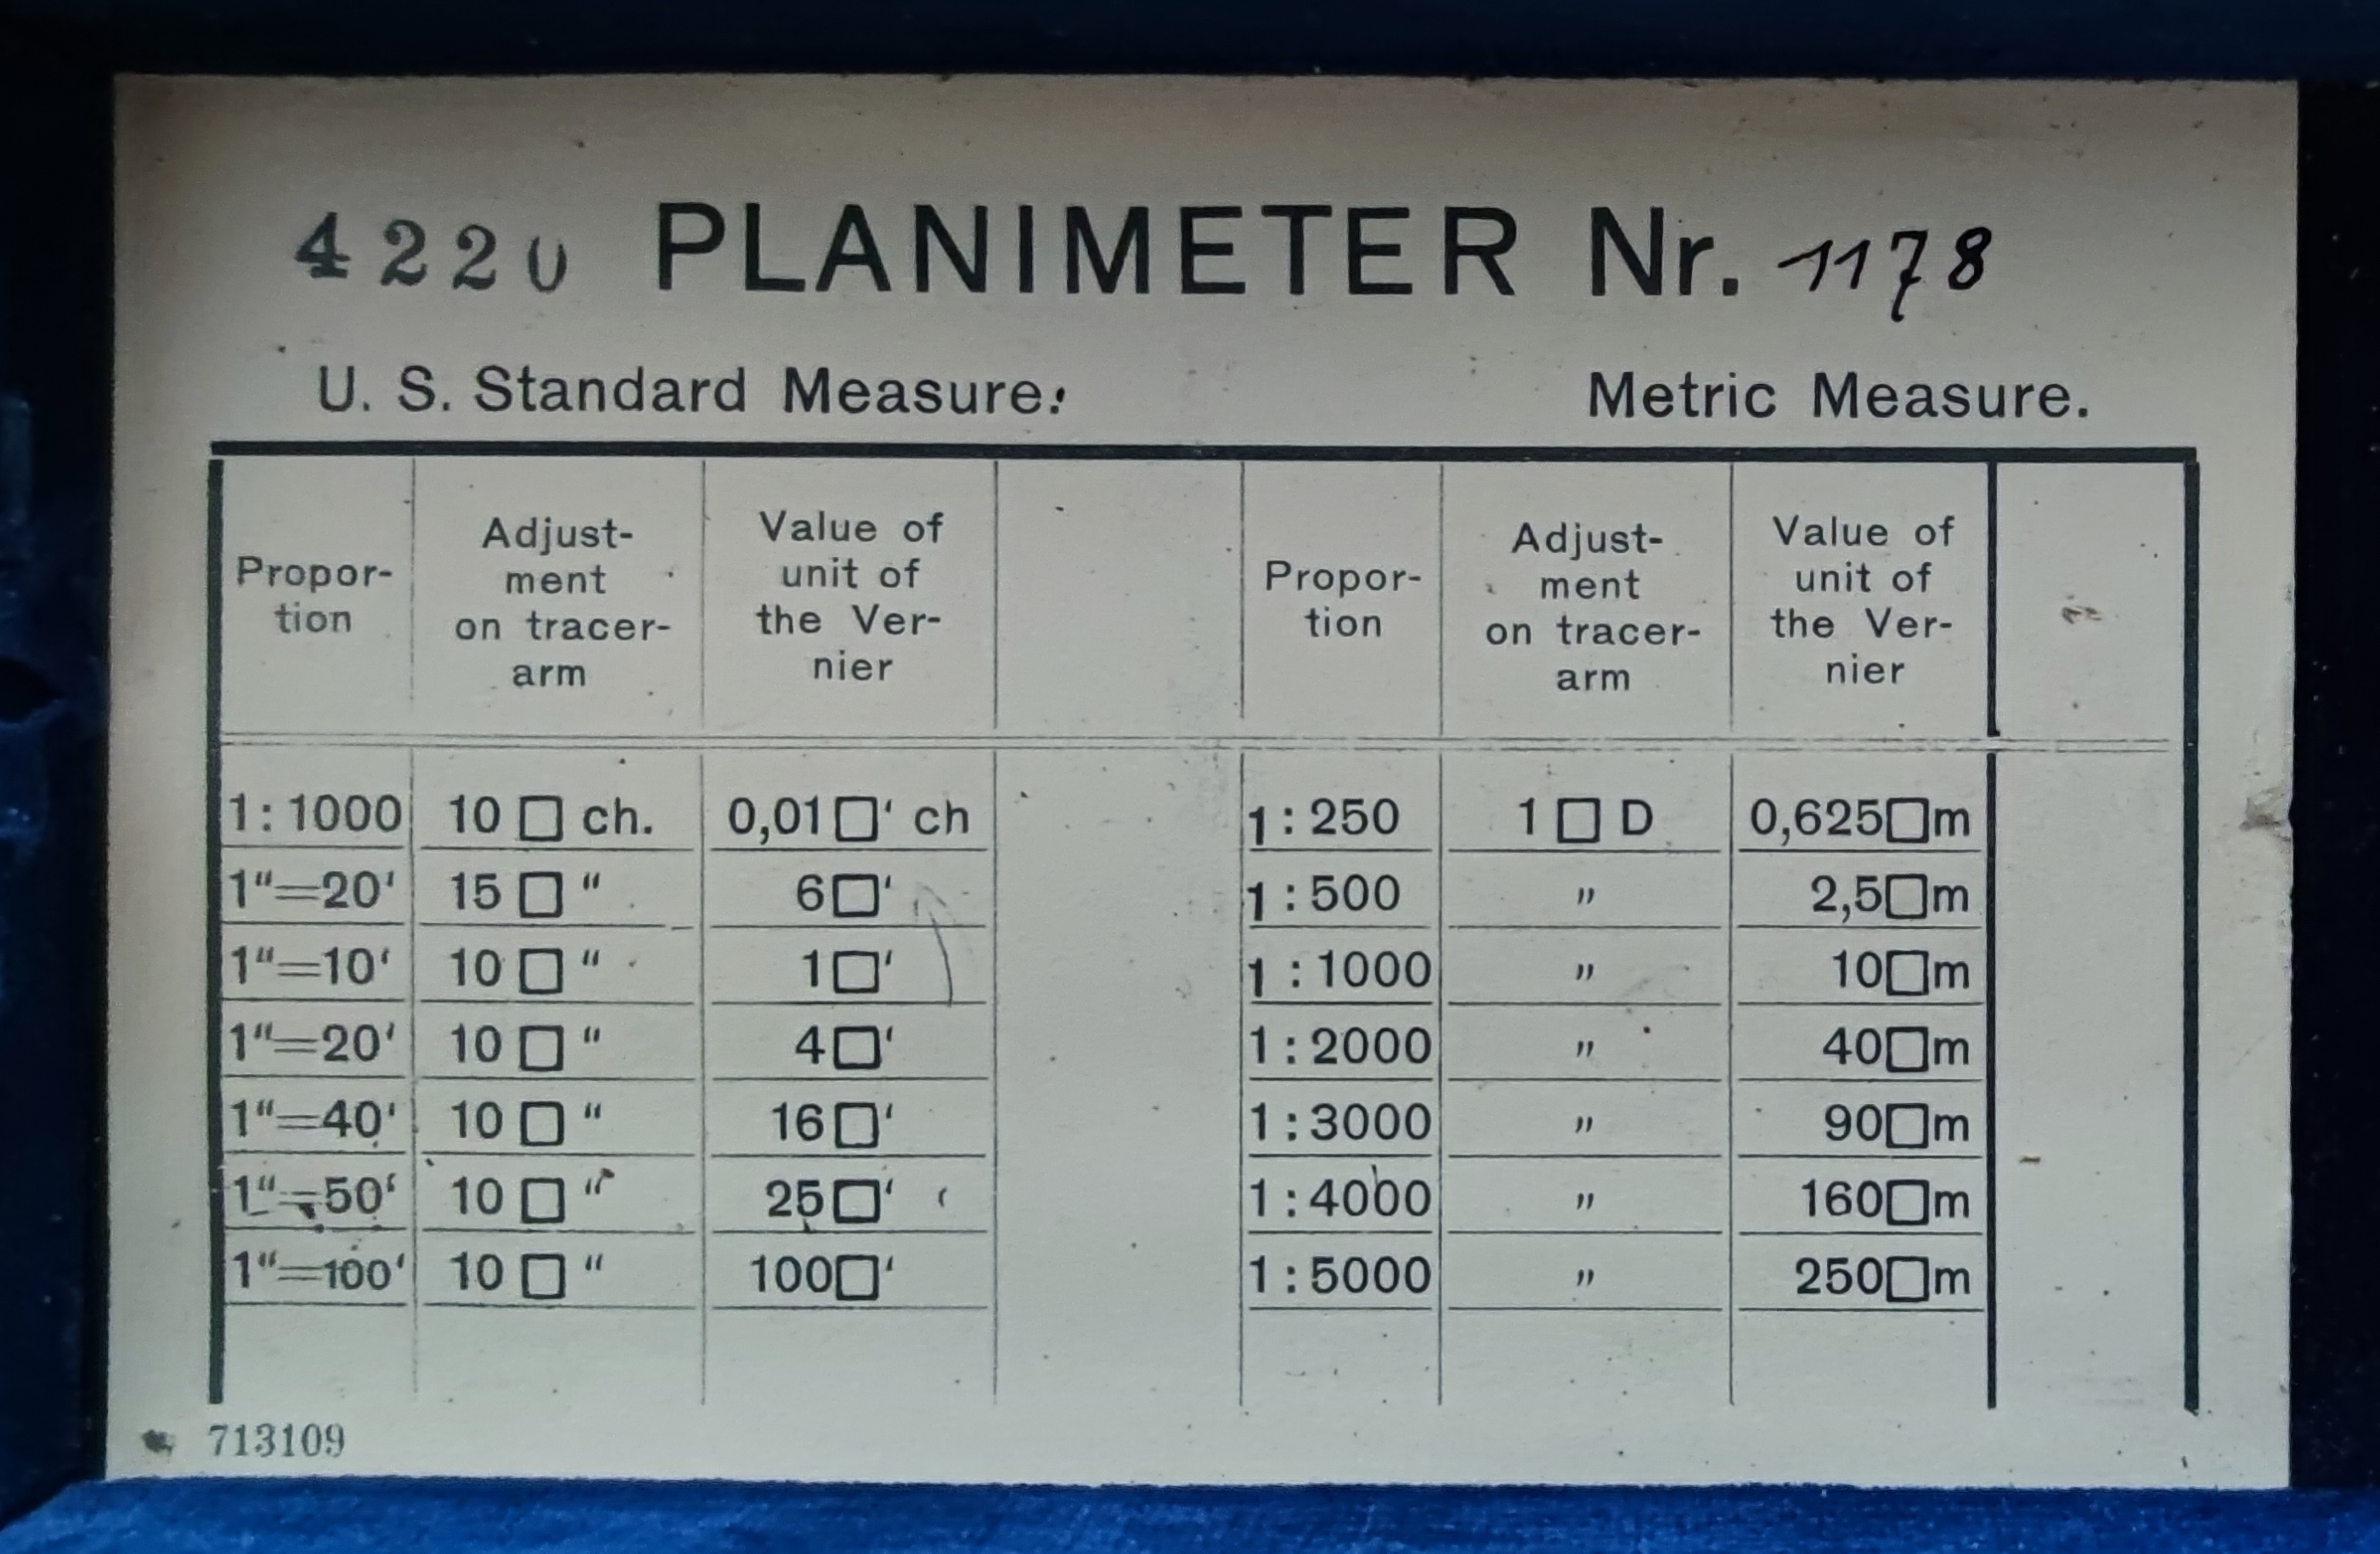 4220 PLANIMETER Nr. 1178
U. S. Standard Measure: Metric Measure.
Propor-
tion
Adjust-
ment
on tracer-
arm
Value of
unit of
the Ver-
nier
Propor-
tion
Adjust-
ment
on tracer-
arm
Value of
unit of
the Ver-
nier
1:1000 10 □ ch. 0,01□' ch 1:250 1 □ D 0,625□m
1"=20' 15 □ " 6□' 1:500 " 2,5□m
1"=10' 10 □ " 1□' 1:1000 " 10□m
1"=20' 10 □ " 4□' 1:2000 " 40□m
1"=40' 10 □ " 16□' 1:3000 " 90□m
1"=50' 10 □ " 25□' 1:4000 " 160□m
1"=100' 10 □ " 100□' 1:5000 " 250□m
713109